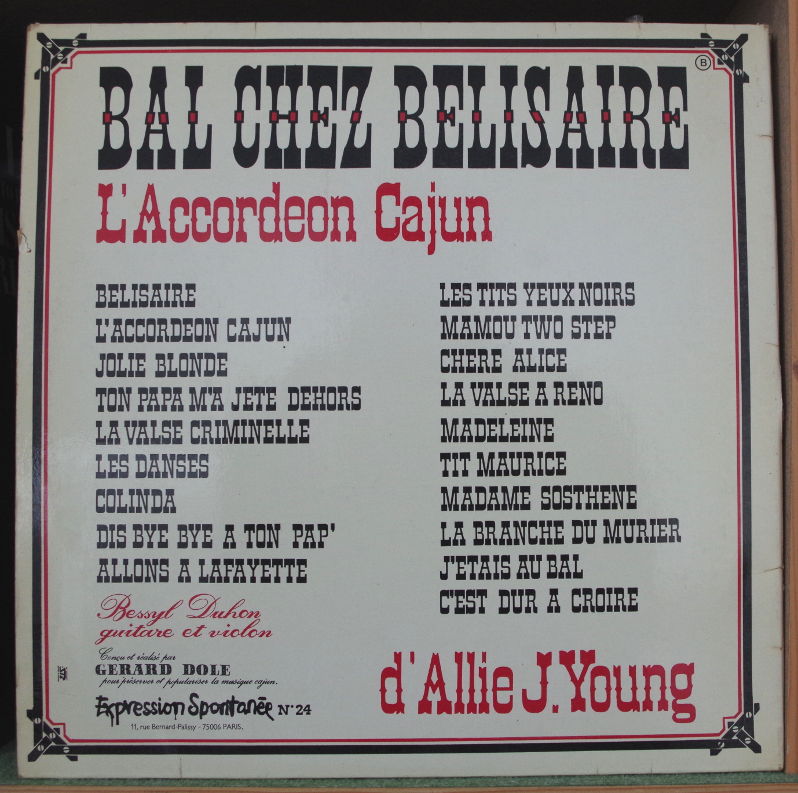 BAL CHEZ BELISAIRE
B
L'Accordeon Cajun
BELISAIRE
L'ACCORDEON CAJUN
JOLIE BLONDE
TON PAPA M'A JETE DEHORS
LA VALSE CRIMINELLE
LES DANSES
COLINDA
DIS BYE BYE A TON PAP'
ALLONS A LAFAYETTE
LES TITS YEUX NOIRS
MAMOU TWO STEP
CHERE ALICE
LA VALSE A RENO
MADELEINE
TIT MAURICE
MADAME SOSTHENE
LA BRANCHE DU MURIER
J'ETAIS AU BAL
C'EST DUR A CROIRE
Bessyl Duhon
guitare et violon
Conçu et réalisé par
GERARD DOLE
pour préserver et populariser la musique cajun.
Expression Spontanée N° 24
11, rue Bernard-Palissy - 75006 PARIS.
d'Allie J. Young